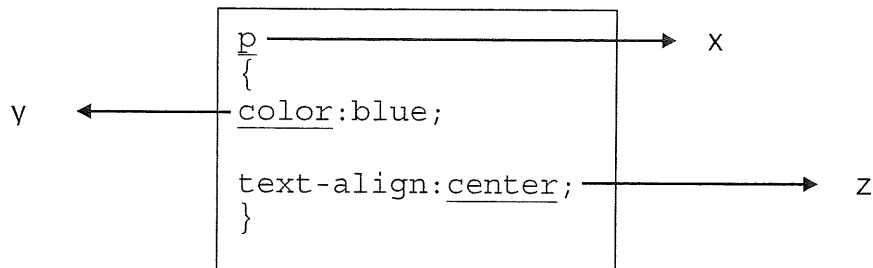 p x
{
y color:blue;
text-align:center; z
}